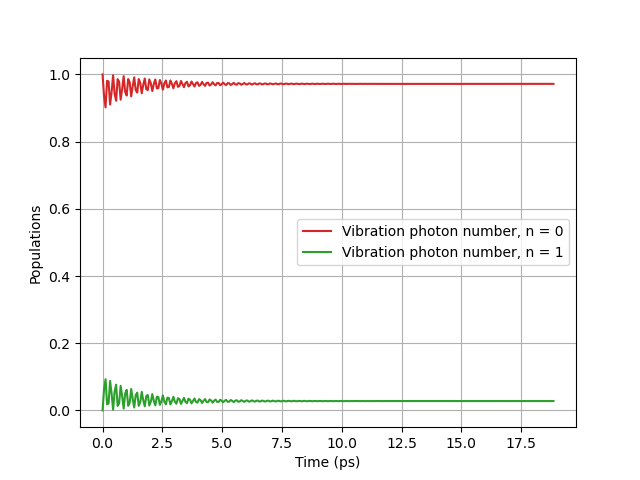 1.0
0.8
0.6
0.4
0.2
0.0
Populations
Vibration photon number, n = 0
Vibration photon number, n = 1
0.0 2.5 5.0 7.5 10.0 12.5 15.0 17.5
Time (ps)